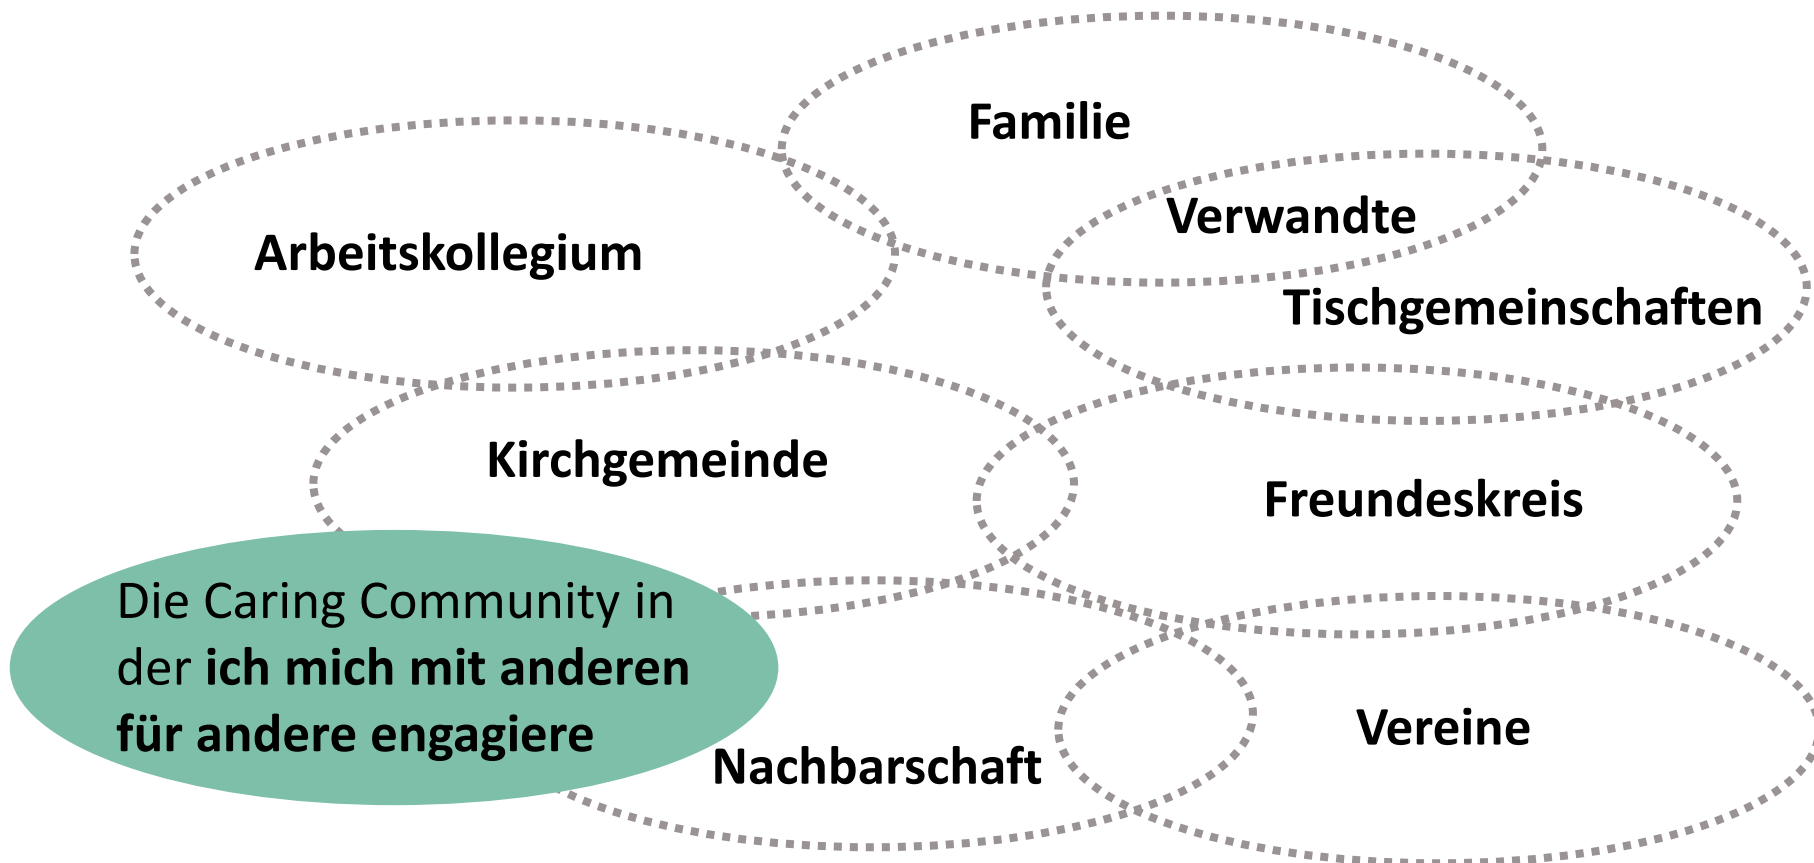 Familie
Verwandte
Arbeitskollegium
Tischgemeinschaften
Kirchgemeinde
Freundeskreis
Die Caring Community in
der ich mich mit anderen
für andere engagiere
Vereine
Nachbarschaft